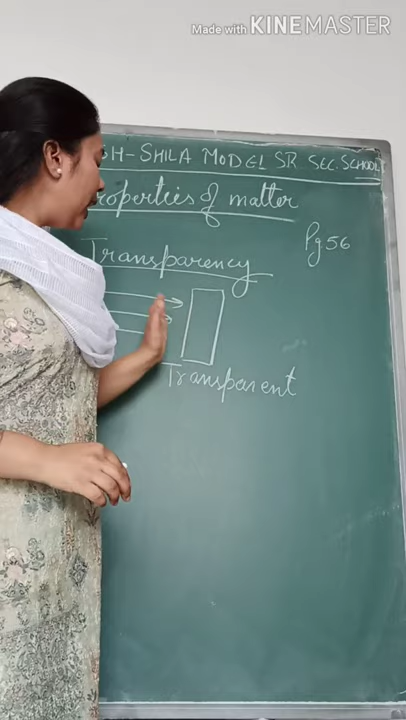 Made with KINEMASTER
SH-SHILA MODEL SR. SEC. SCHOOL
roperties of matter
Pg 56
Transparency
Transparent